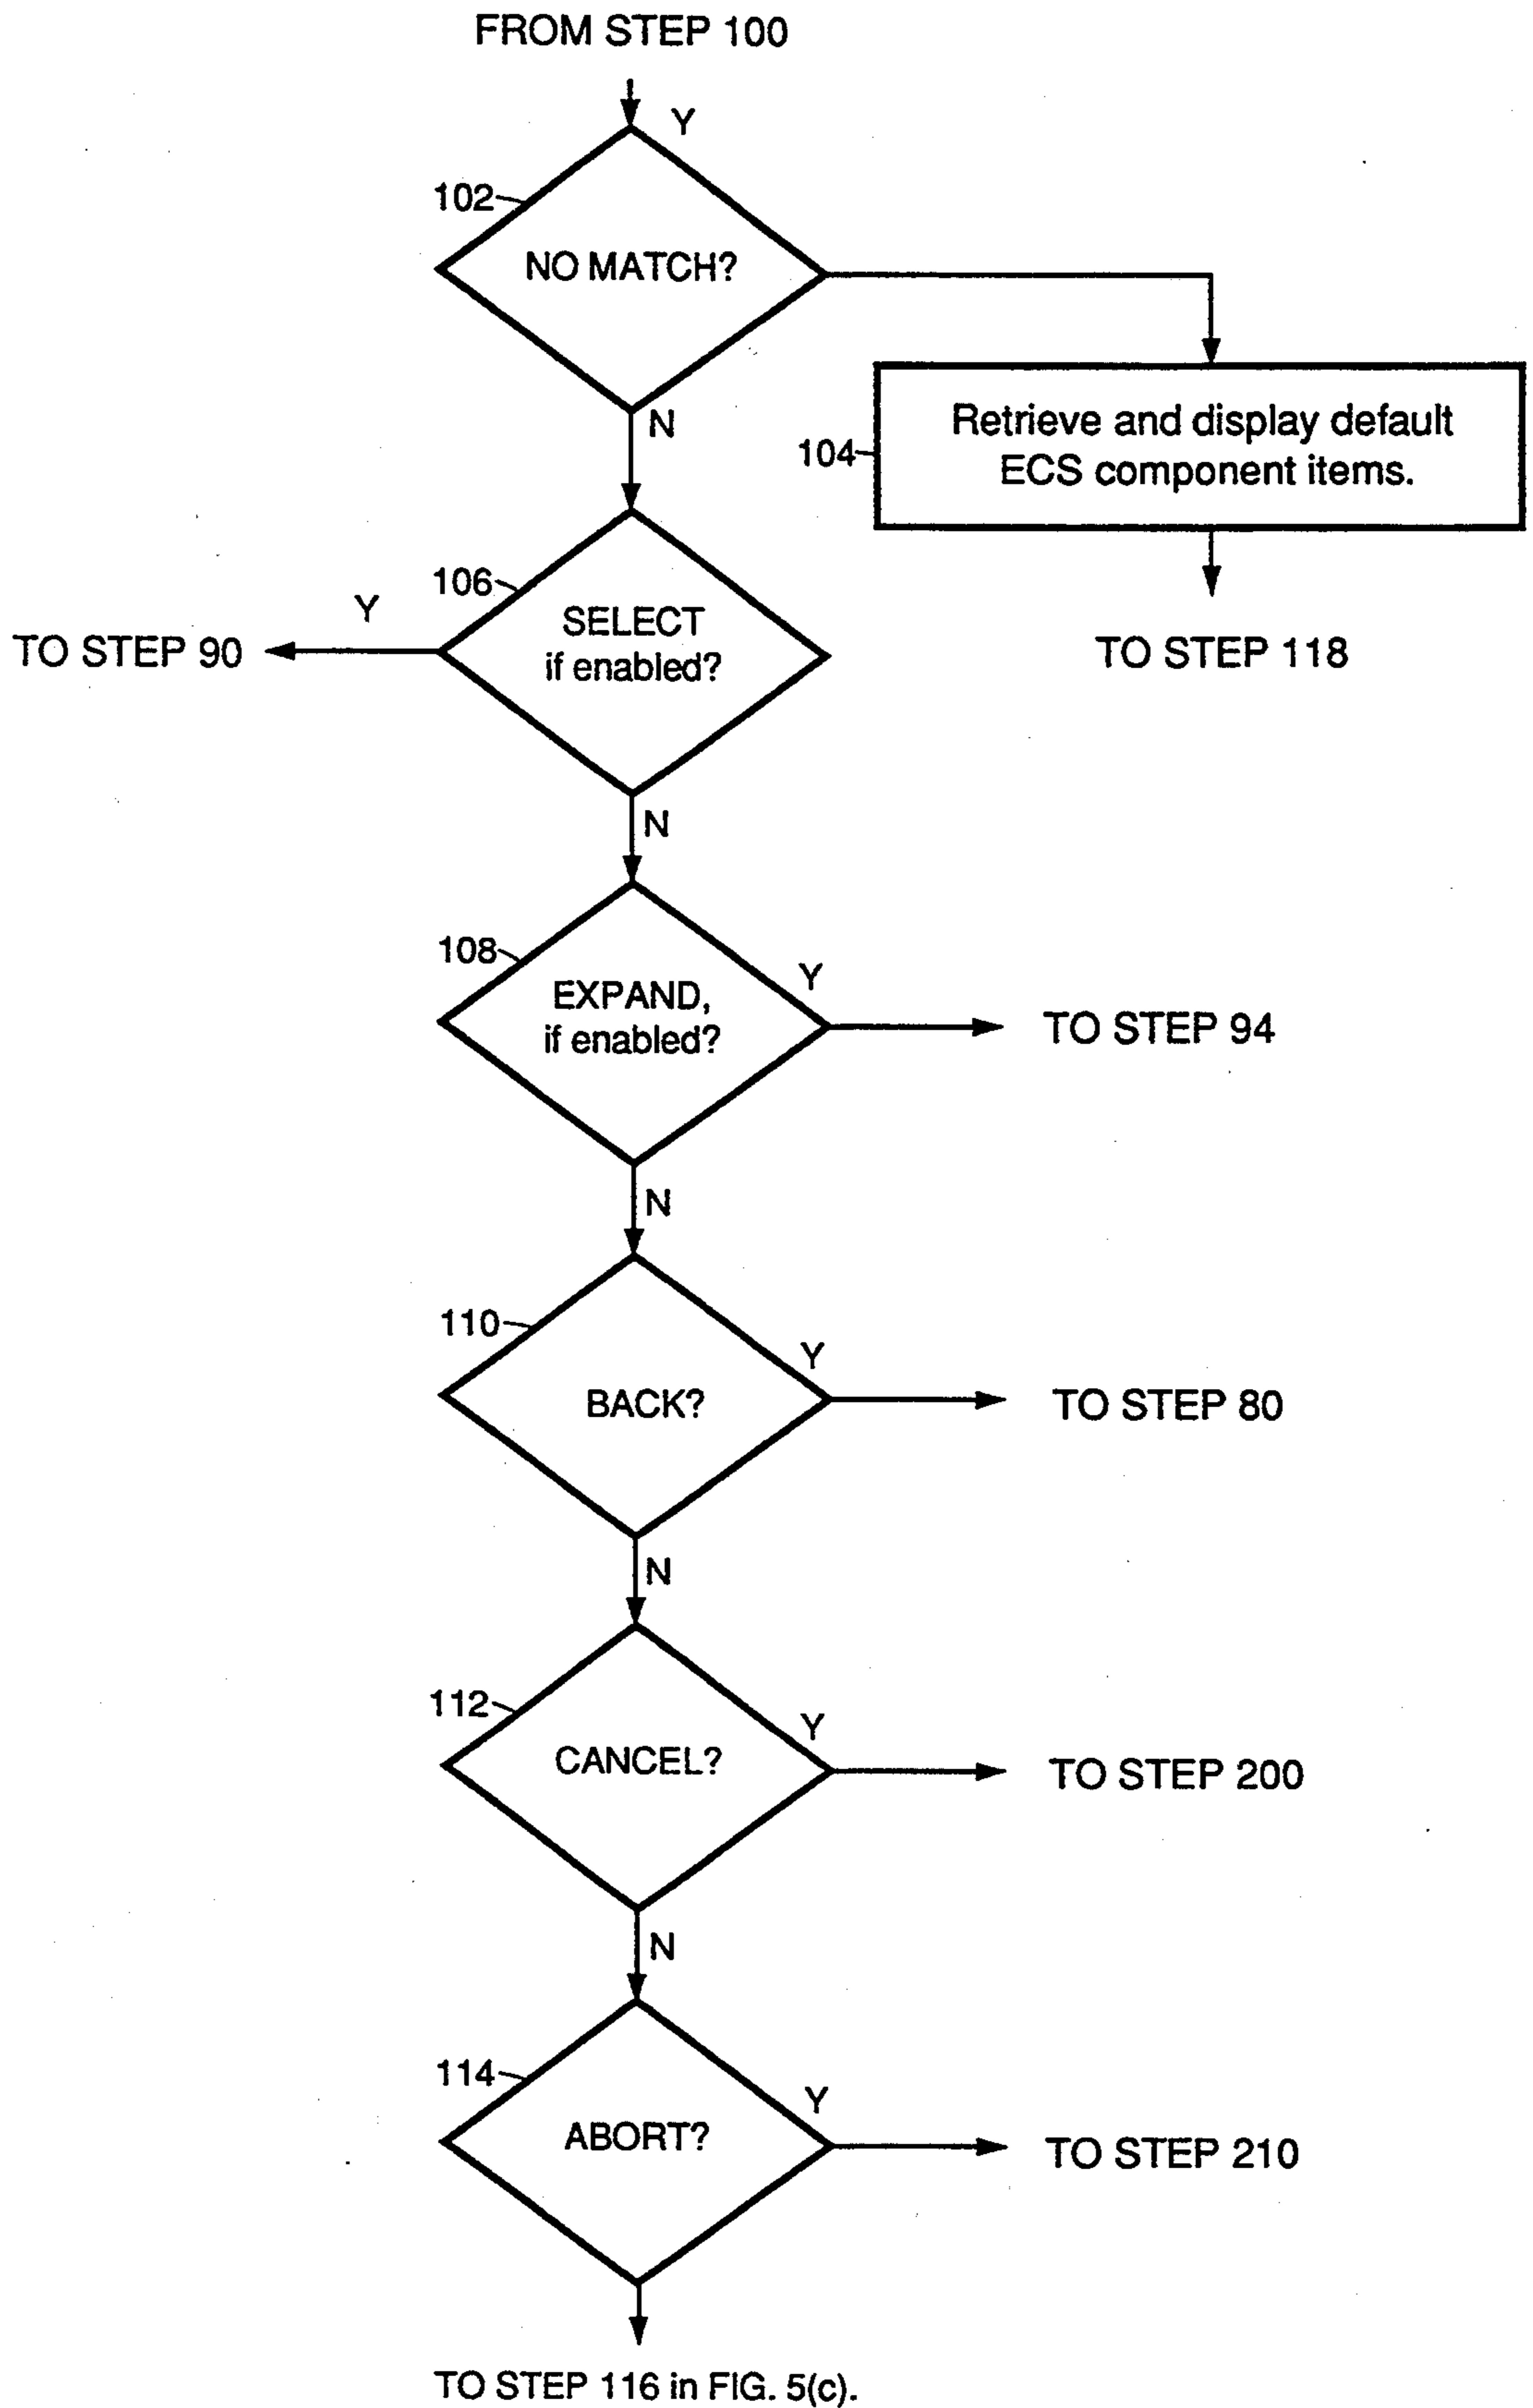 FROM STEP 100
Y
102
NO MATCH?
N
104
Retrieve and display default
ECS component items.
TO STEP 118
106
SELECT
if enabled?
Y
TO STEP 90
N
108
EXPAND,
if enabled?
Y
TO STEP 94
N
110
BACK?
Y
TO STEP 80
N
112
CANCEL?
Y
TO STEP 200
N
114
ABORT?
Y
TO STEP 210
TO STEP 116 in FIG. 5(c).